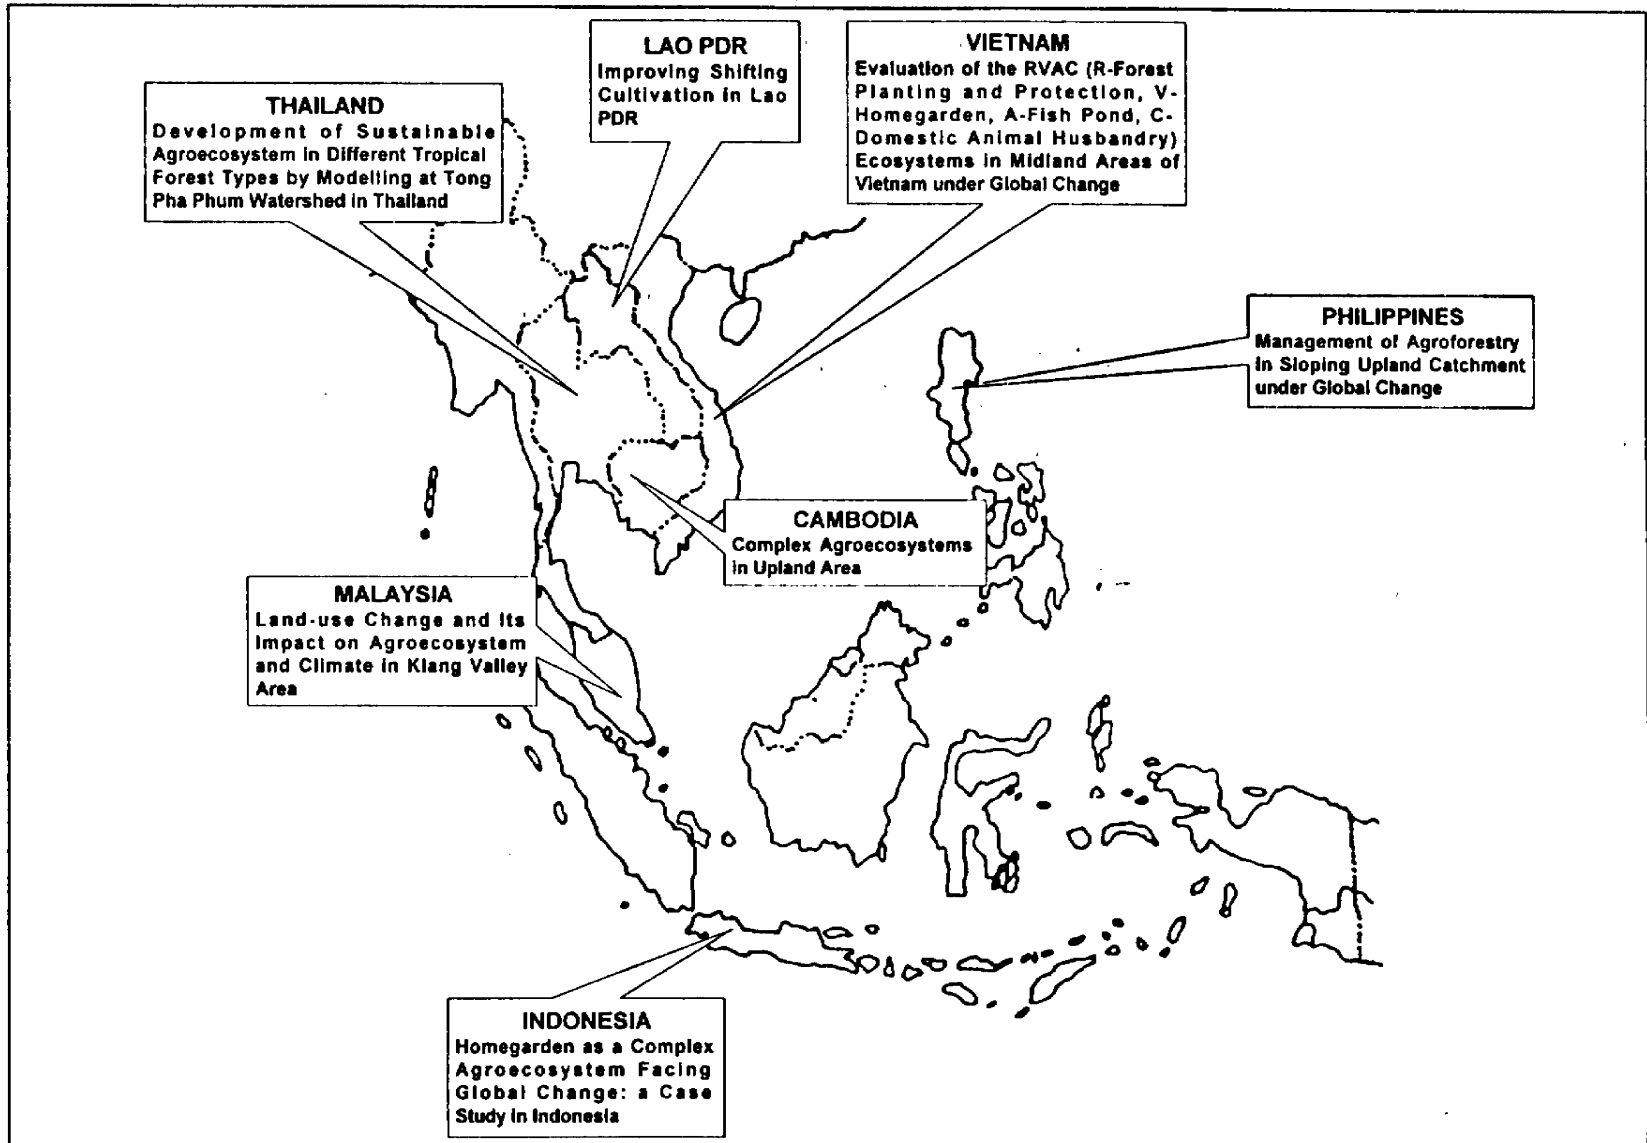 LAO PDR
Improving Shifting
Cultivation in Lao
PDR
VIETNAM
Evaluation of the RVAC (R-Forest
Planting and Protection, V-
Homegarden, A-Fish Pond, C-
Domestic Animal Husbandry)
Ecosystems in Midland Areas of
Vietnam under Global Change
THAILAND
Development of Sustainable
Agroecosystem in Different Tropical
Forest Types by Modelling at Tong
Pha Phum Watershed in Thailand
PHILIPPINES
Management of Agroforestry
in Sloping Upland Catchment
under Global Change
CAMBODIA
Complex Agroecosystems
in Upland Area
MALAYSIA
Land-use Change and its
Impact on Agroecosystem
and Climate in Klang Valley
Area
INDONESIA
Homegarden as a Complex
Agroecosystem Facing
Global Change: a Case
Study in Indonesia